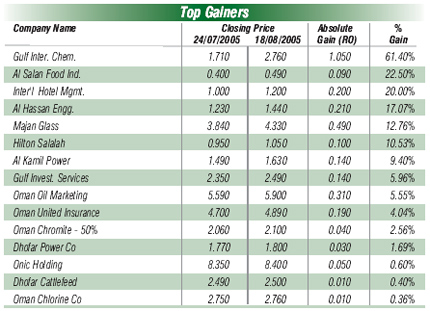 Top Gainers
Company Name Closing Price Absolute %
24/07/2005 18/08/2005 Gain (RO) Gain
Gulf Inter. Chem. 1.710 2.760 1.050 61.40%
Al Salan Food Ind. 0.400 0.490 0.090 22.50%
Inter'l Hotel Mgmt. 1.000 1.200 0.200 20.00%
Al Hassan Engg. 1.230 1.440 0.210 17.07%
Majan Glass 3.840 4.330 0.490 12.76%
Hilton Salalah 0.950 1.050 0.100 10.53%
Al Kamil Power 1.490 1.630 0.140 9.40%
Gulf Invest. Services 2.350 2.490 0.140 5.96%
Oman Oil Marketing 5.590 5.900 0.310 5.55%
Oman United Insurance 4.700 4.890 0.190 4.04%
Oman Chromite - 50% 2.060 2.100 0.040 2.56%
Dhofar Power Co 1.770 1.800 0.030 1.69%
Onic Holding 8.350 8.400 0.050 0.60%
Dhofar Cattlefeed 2.490 2.500 0.010 0.40%
Oman Chlorine Co 2.750 2.760 0.010 0.36%